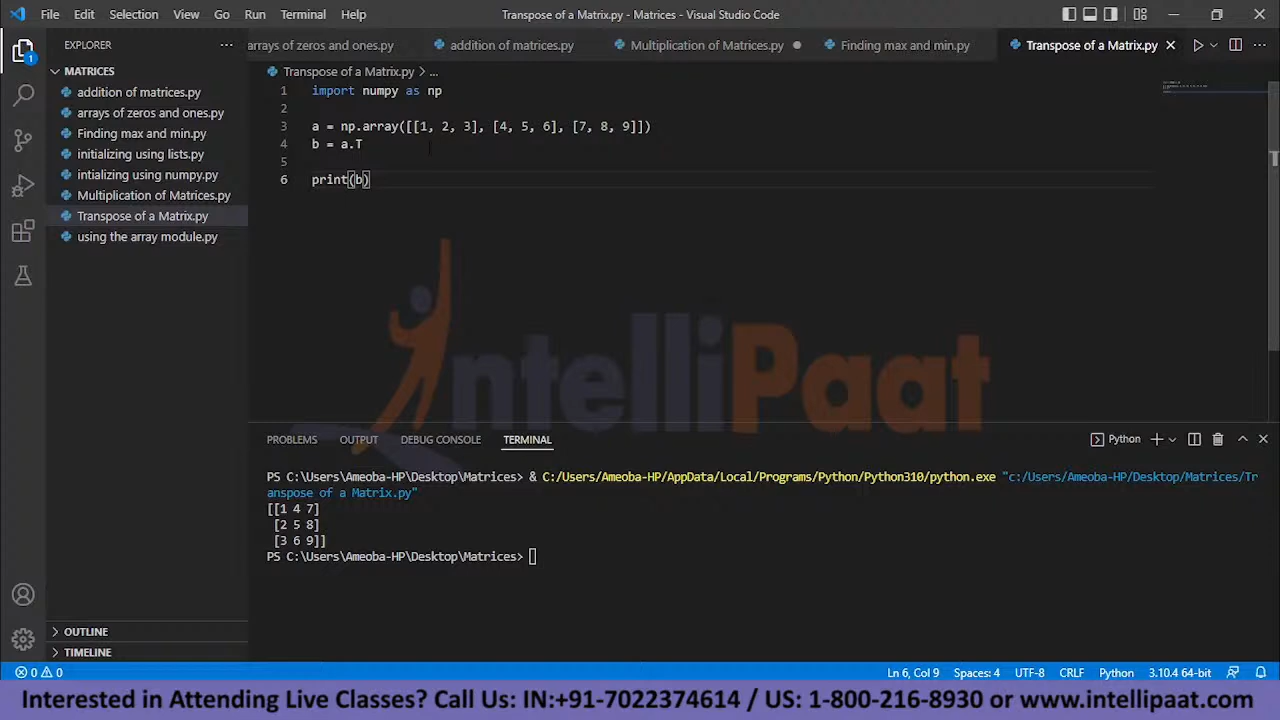 File Edit Selection View Go Run Terminal Help Transpose of a Matrix.py - Matrices - Visual Studio Code
EXPLORER
arrays of zeros and ones.py addition of matrices.py Multiplication of Matrices.py Finding max and min.py Transpose of a Matrix.py
MATRICES
addition of matrices.py
arrays of zeros and ones.py
Finding max and min.py
initializing using lists.py
intializing using numpy.py
Multiplication of Matrices.py
Transpose of a Matrix.py
using the array module.py
OUTLINE
TIMELINE
1
Transpose of a Matrix.py > ...
1 import numpy as np
2
3 a = np.array([[1, 2, 3], [4, 5, 6], [7, 8, 9]])
4 b = a.T
5
6 print(b)
intelliPaat
PROBLEMS OUTPUT DEBUG CONSOLE TERMINAL Python
PS C:\Users\Ameoba-HP\Desktop\Matrices> & C:/Users/Ameoba-HP/AppData/Local/Programs/Python/Python310/python.exe "c:/Users/Ameoba-HP/Desktop/Matrices/Tr
anspose of a Matrix.py"
[[1 4 7]
[2 5 8]
[3 6 9]]
PS C:\Users\Ameoba-HP\Desktop\Matrices>
0 0 Ln 6, Col 9 Spaces: 4 UTF-8 CRLF Python 3.10.4 64-bit
Interested in Attending Live Classes? Call Us: IN:+91-7022374614 / US: 1-800-216-8930 or www.intellipaat.com